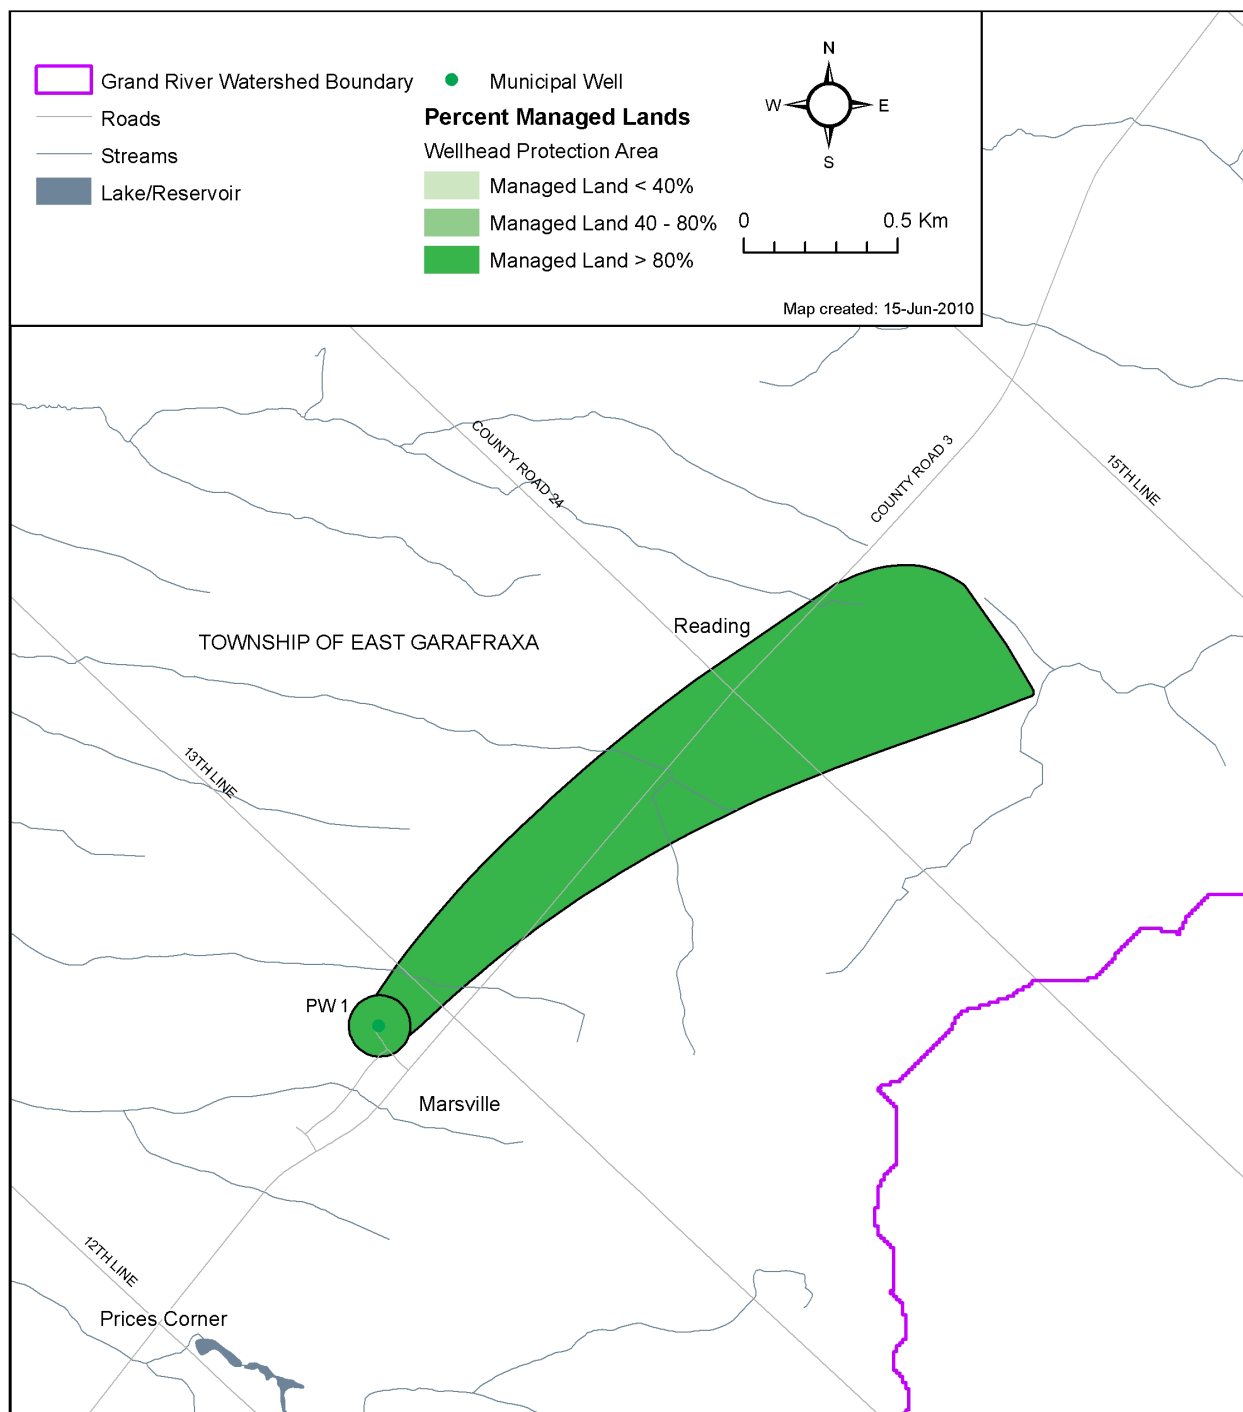 Grand River Watershed Boundary
Roads
Streams
Lake/Reservoir
Municipal Well
Percent Managed Lands
Wellhead Protection Area
Managed Land < 40%
Managed Land 40 - 80%
Managed Land > 80%
N
W E
S
0 0.5 Km
Map created: 15-Jun-2010
COUNTY ROAD 24
COUNTY ROAD 3
15TH LINE
Reading
TOWNSHIP OF EAST GARAFRAXA
13TH LINE
PW 1
Marsville
12TH LINE
Prices Corner